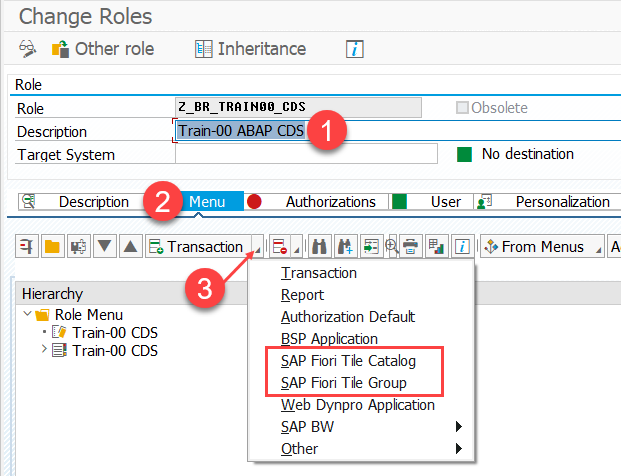 Change Roles
Other role Inheritance
Role
Role Z_BR_TRAIN00_CDS Obsolete
Description Train-00 ABAP CDS 1
Target System No destination
2
Description Menu Authorizations User Personalization
Transaction From Menus A
3
Hierarchy
Role Menu
Train-00 CDS
Train-00 CDS
Transaction
Report
Authorization Default
BSP Application
SAP Fiori Tile Catalog
SAP Fiori Tile Group
Web Dynpro Application
SAP BW
Other